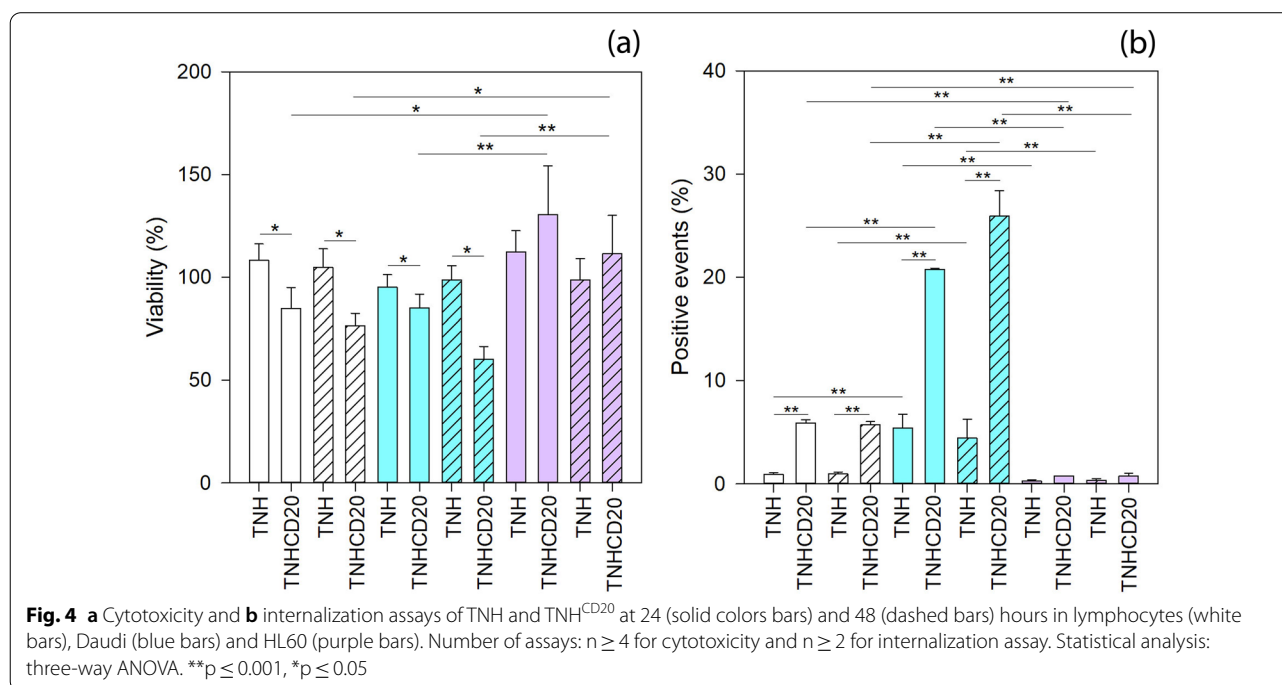 (a)
(b)
200
150
100
50
0
Viability (%)
* * * * * * ** **
TNH
TNHCD20
TNH
TNHCD20
TNH
TNHCD20
TNH
TNHCD20
TNH
TNHCD20
TNH
TNHCD20
40
30
20
10
0
Positive events (%)
** ** ** ** ** ** ** ** ** ** ** ** **
TNH
TNHCD20
TNH
TNHCD20
TNH
TNHCD20
TNH
TNHCD20
TNH
TNHCD20
TNH
TNHCD20
Fig. 4 a Cytotoxicity and b internalization assays of TNH and TNH^CD20 at 24 (solid colors bars) and 48 (dashed bars) hours in lymphocytes (white
bars), Daudi (blue bars) and HL60 (purple bars). Number of assays: n ≥ 4 for cytotoxicity and n ≥ 2 for internalization assay. Statistical analysis:
three-way ANOVA. **p ≤ 0.001, *p ≤ 0.05